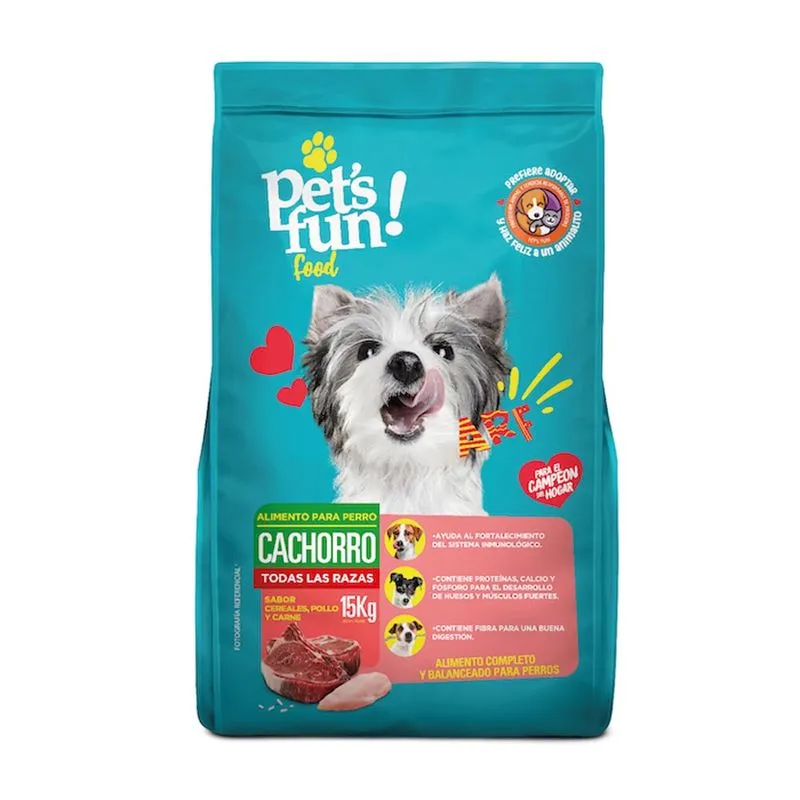 pet's
fun!
food
PREFIERE ADOPTAR
Y HAZ FELIZ A UN ANIMALITO
ARF
PARA EL
CAMPEÓN
DEL HOGAR
ALIMENTO PARA PERRO
CACHORRO
TODAS LAS RAZAS
SABOR
CEREALES, POLLO
Y CARNE
15Kg
•AYUDA AL FORTALECIMIENTO
DEL SISTEMA INMUNOLÓGICO.
•CONTIENE PROTEÍNAS, CALCIO Y
FÓSFORO PARA EL DESARROLLO
DE HUESOS Y MÚSCULOS FUERTES.
•CONTIENE FIBRA PARA UNA BUENA
DIGESTIÓN.
ALIMENTO COMPLETO
Y BALANCEADO PARA PERROS
FOTOGRAFÍA REFERENCIAL